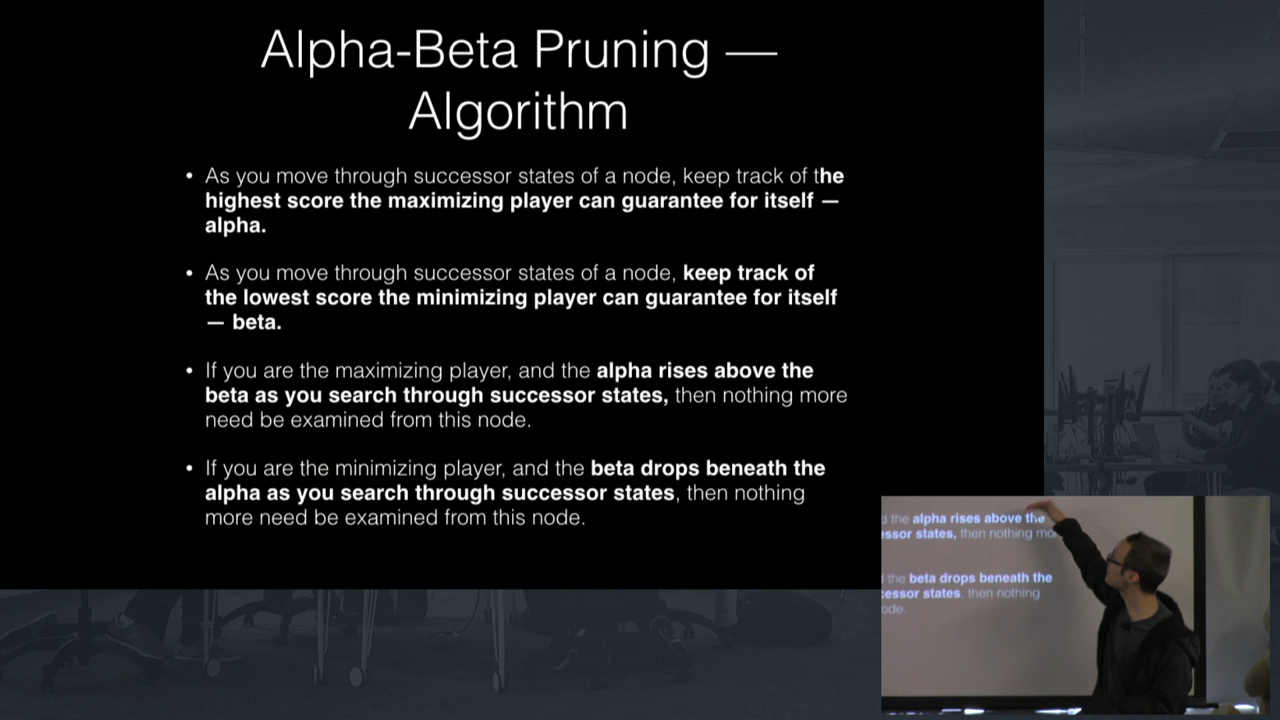 Alpha-Beta Pruning —
Algorithm
• As you move through successor states of a node, keep track of the
highest score the maximizing player can guarantee for itself —
alpha.
• As you move through successor states of a node, keep track of
the lowest score the minimizing player can guarantee for itself
— beta.
• If you are the maximizing player, and the alpha rises above the
beta as you search through successor states, then nothing more
need be examined from this node.
• If you are the minimizing player, and the beta drops beneath the
alpha as you search through successor states, then nothing
more need be examined from this node.
d the alpha rises above the
essor states, then nothing mor
the beta drops beneath the
cessor states, then nothing
ode.